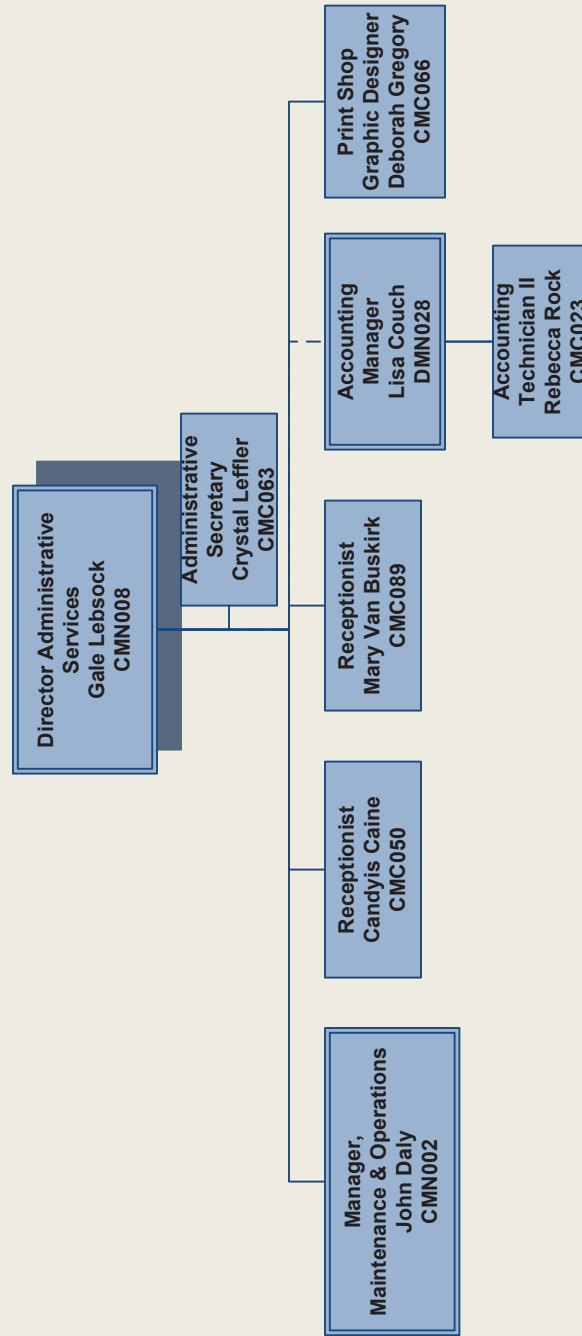 Director Administrative
Services
Gale Lebsock
CMN008
Administrative
Secretary
Crystal Leffler
CMC063
Manager,
Maintenance & Operations
John Daly
CMN002
Receptionist
Candyis Caine
CMC050
Receptionist
Mary Van Buskirk
CMC089
Accounting
Manager
Lisa Couch
DMN028
Print Shop
Graphic Designer
Deborah Gregory
CMC066
Accounting
Technician II
Rebecca Rock
CMC023